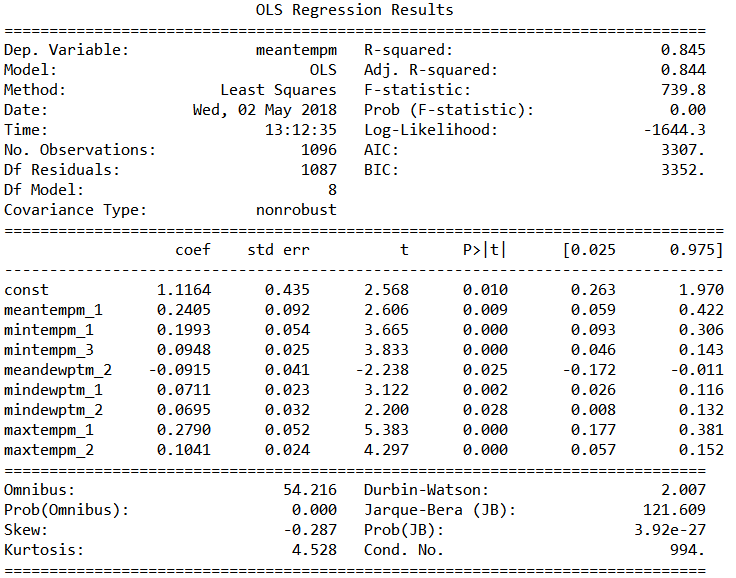 OLS Regression Results
==============================================================================
Dep. Variable: meantempm R-squared: 0.845
Model: OLS Adj. R-squared: 0.844
Method: Least Squares F-statistic: 739.8
Date: Wed, 02 May 2018 Prob (F-statistic): 0.00
Time: 13:12:35 Log-Likelihood: -1644.3
No. Observations: 1096 AIC: 3307.
Df Residuals: 1087 BIC: 3352.
Df Model: 8
Covariance Type: nonrobust
================================================================================
coef std err t P>|t| [0.025 0.975]
--------------------------------------------------------------------------------
const 1.1164 0.435 2.568 0.010 0.263 1.970
meantempm_1 0.2405 0.092 2.606 0.009 0.059 0.422
mintempm_1 0.1993 0.054 3.665 0.000 0.093 0.306
mintempm_3 0.0948 0.025 3.833 0.000 0.046 0.143
meandewptm_2 -0.0915 0.041 -2.238 0.025 -0.172 -0.011
mindewptm_1 0.0711 0.023 3.122 0.002 0.026 0.116
mindewptm_2 0.0695 0.032 2.200 0.028 0.008 0.132
maxtempm_1 0.2790 0.052 5.383 0.000 0.177 0.381
maxtempm_2 0.1041 0.024 4.297 0.000 0.057 0.152
==============================================================================
Omnibus: 54.216 Durbin-Watson: 2.007
Prob(Omnibus): 0.000 Jarque-Bera (JB): 121.609
Skew: -0.287 Prob(JB): 3.92e-27
Kurtosis: 4.528 Cond. No. 994.
==============================================================================